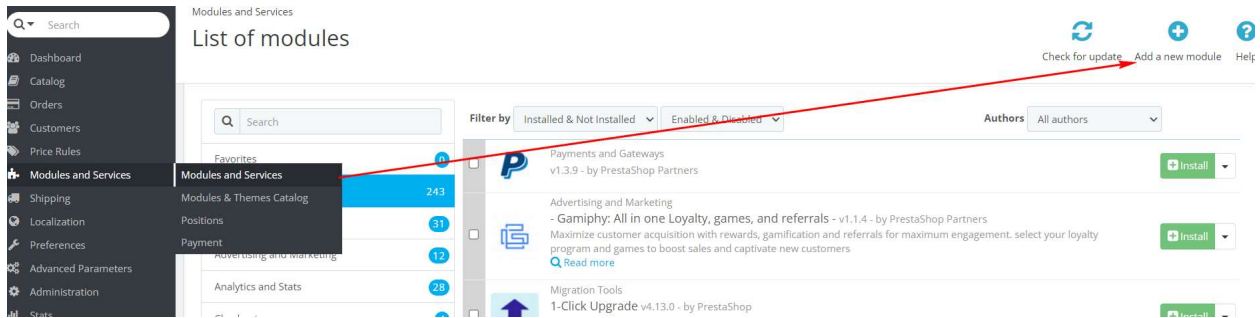 Search
Dashboard
Catalog
Orders
Customers
Price Rules
Modules and Services
Shipping
Localization
Preferences
Advanced Parameters
Administration
Stats
Modules and Services
Modules & Themes Catalog
Positions
Payment
Modules and Services
List of modules
Check for update
Add a new module
Help
Search
Favorites 0
243
31
Advertising and Marketing 12
Analytics and Stats 28
Filter by Installed & Not Installed Enabled & Disabled Authors All authors
Payments and Gateways
v1.3.9 - by PrestaShop Partners
Install
Advertising and Marketing
- Gamiphy: All in one Loyalty, games, and referrals - v1.1.4 - by PrestaShop Partners
Maximize customer acquisition with rewards, gamification and referrals for maximum engagement. select your loyalty
program and games to boost sales and captivate new customers
Read more
Install
Migration Tools
1-Click Upgrade v4.13.0 - by PrestaShop
Install